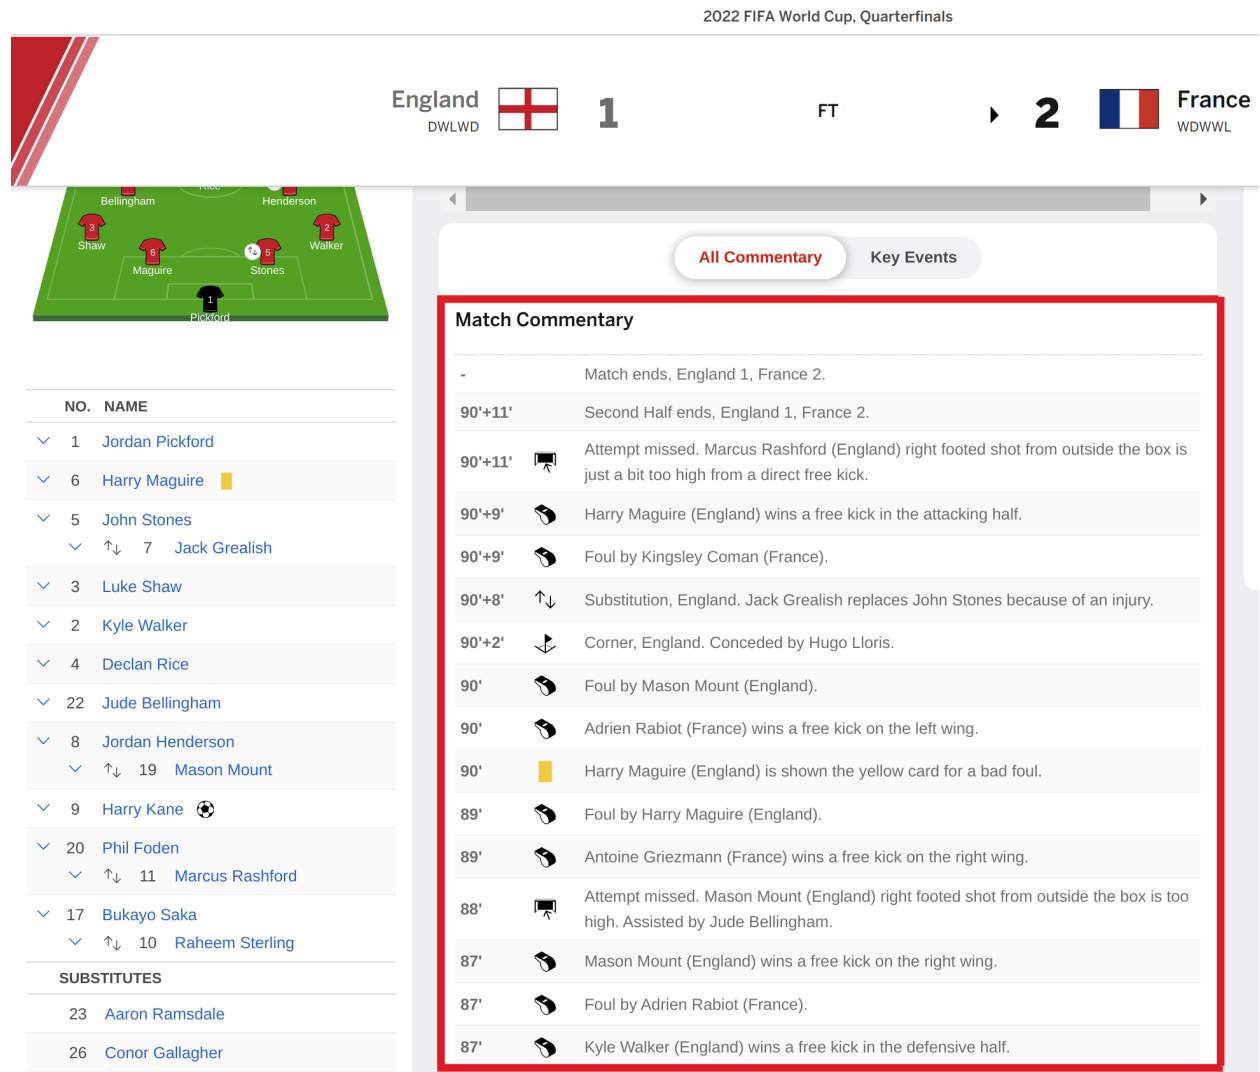 2022 FIFA World Cup, Quarterfinals
England
DWLWD
1
FT
2
France
WDWWL
Rice
Bellingham
Henderson
3
Shaw
2
Walker
6
Maguire
5
Stones
1
Pickford
NO. NAME
1 Jordan Pickford
6 Harry Maguire
5 John Stones
7 Jack Grealish
3 Luke Shaw
2 Kyle Walker
4 Declan Rice
22 Jude Bellingham
8 Jordan Henderson
19 Mason Mount
9 Harry Kane
20 Phil Foden
11 Marcus Rashford
17 Bukayo Saka
10 Raheem Sterling
SUBSTITUTES
23 Aaron Ramsdale
26 Conor Gallagher
All Commentary
Key Events
Match Commentary
- Match ends, England 1, France 2.
90'+11' Second Half ends, England 1, France 2.
90'+11' Attempt missed. Marcus Rashford (England) right footed shot from outside the box is
just a bit too high from a direct free kick.
90'+9' Harry Maguire (England) wins a free kick in the attacking half.
90'+9' Foul by Kingsley Coman (France).
90'+8' Substitution, England. Jack Grealish replaces John Stones because of an injury.
90'+2' Corner, England. Conceded by Hugo Lloris.
90' Foul by Mason Mount (England).
90' Adrien Rabiot (France) wins a free kick on the left wing.
90' Harry Maguire (England) is shown the yellow card for a bad foul.
89' Foul by Harry Maguire (England).
89' Antoine Griezmann (France) wins a free kick on the right wing.
88' Attempt missed. Mason Mount (England) right footed shot from outside the box is too
high. Assisted by Jude Bellingham.
87' Mason Mount (England) wins a free kick on the right wing.
87' Foul by Adrien Rabiot (France).
87' Kyle Walker (England) wins a free kick in the defensive half.